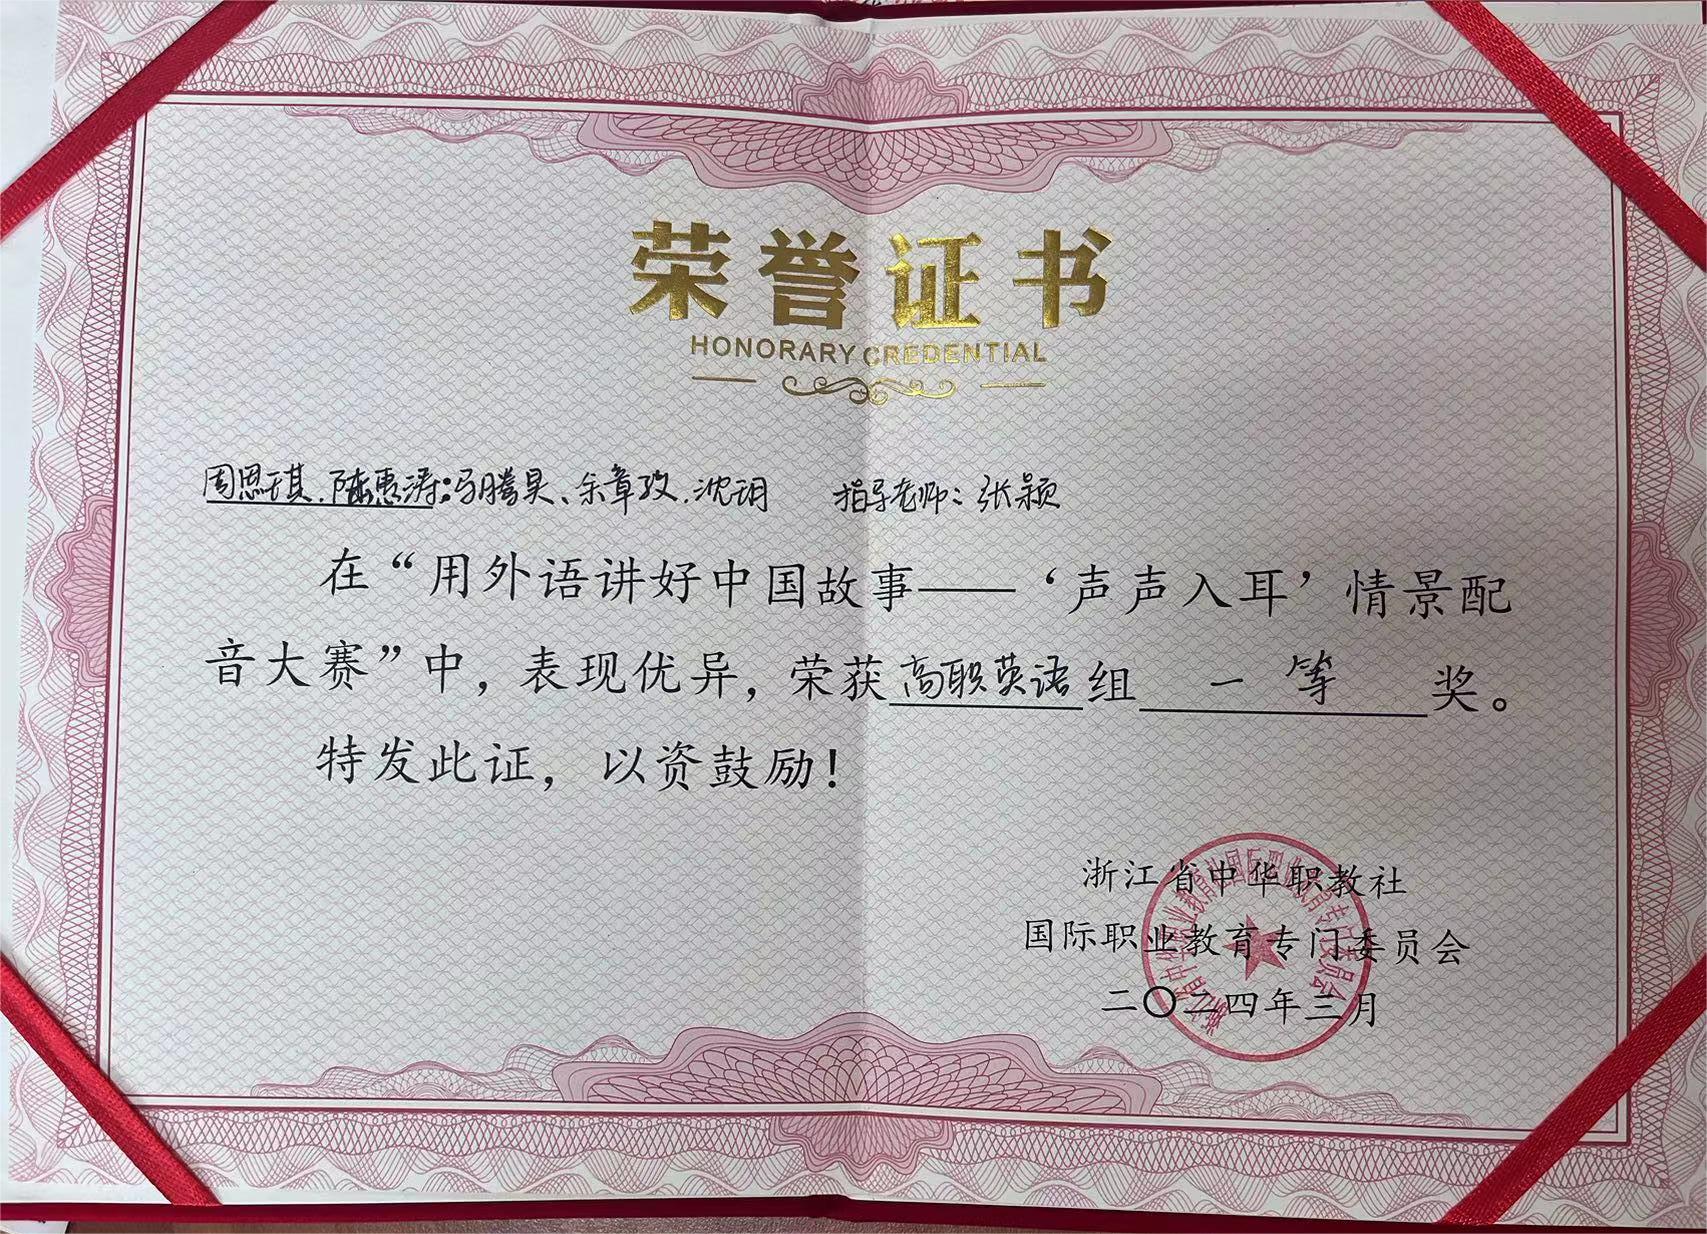 荣誉证书
HONORARY CREDENTIAL
周恩琪、陆惠涛:冯腾昊、余章玫、沈玥 指导老师:张颖
在“用外语讲好中国故事——‘声声入耳’情景配
音大赛”中,表现优异,荣获高职英语组 一等 奖。
特发此证,以资鼓励!
浙江省中华职教社
国际职业教育专门委员会
二〇二四年三月